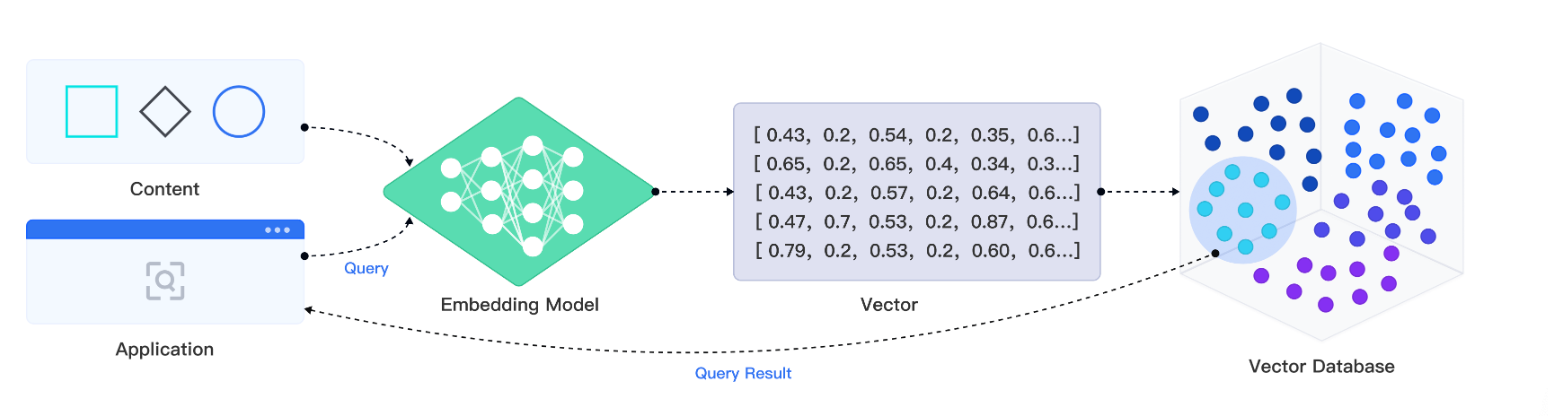 Content
Application
Query
Embedding Model
[ 0.43, 0.2, 0.54, 0.2, 0.35, 0.6...]
[ 0.65, 0.2, 0.65, 0.4, 0.34, 0.3...]
[ 0.43, 0.2, 0.57, 0.2, 0.64, 0.6...]
[ 0.47, 0.7, 0.53, 0.2, 0.87, 0.6...]
[ 0.79, 0.2, 0.53, 0.2, 0.60, 0.6...]
Vector
Query Result
Vector Database